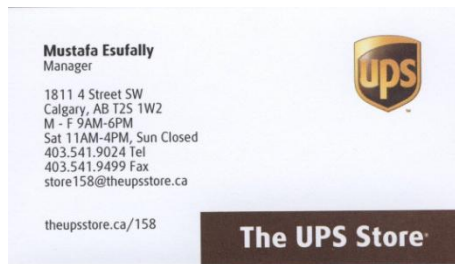 Mustafa Esufally
Manager
1811 4 Street SW
Calgary, AB T2S 1W2
M - F 9AM-6PM
Sat 11AM-4PM, Sun Closed
403.541.9024 Tel
403.541.9499 Fax
store158@theupsstore.ca
theupsstore.ca/158
ups
The UPS Store